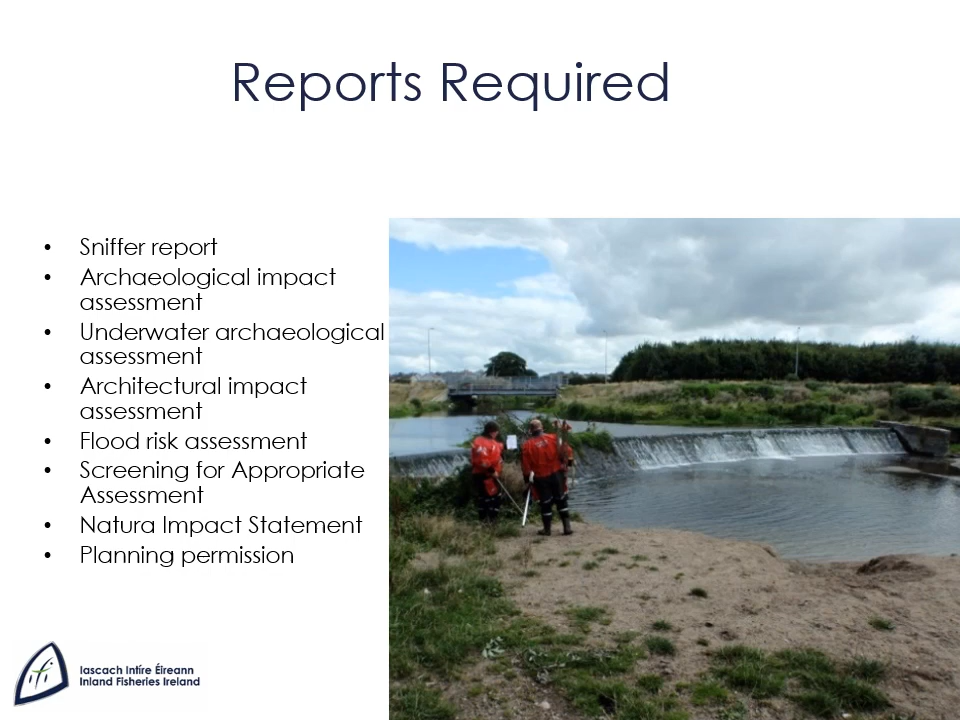 Reports Required
• Sniffer report
• Archaeological impact
assessment
• Underwater archaeological
assessment
• Architectural impact
assessment
• Flood risk assessment
• Screening for Appropriate
Assessment
• Natura Impact Statement
• Planning permission
ifi
Iascach Intíre Éireann
Inland Fisheries Ireland